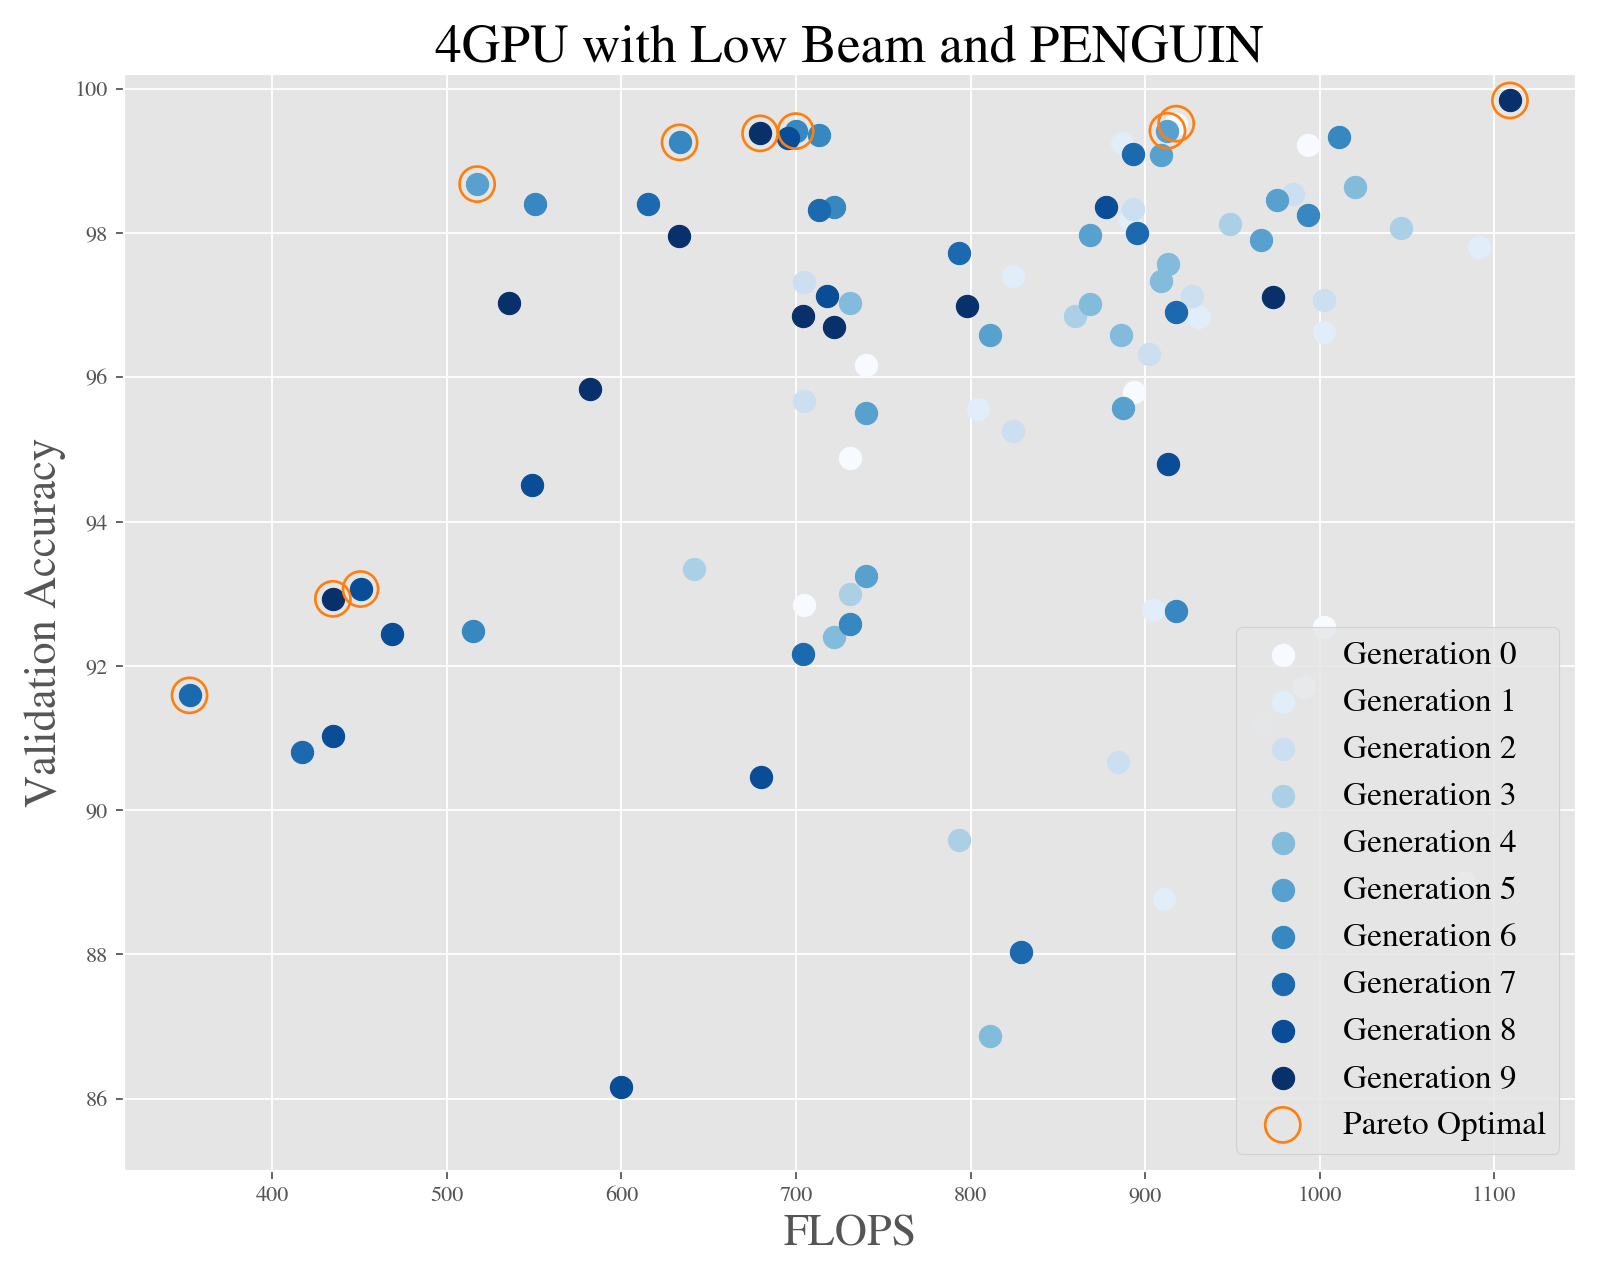 4GPU with Low Beam and PENGUIN
100
98
96
94
92
90
88
86
Validation Accuracy
400
500
600
700
800
900
1000
1100
FLOPS
Generation 0
Generation 1
Generation 2
Generation 3
Generation 4
Generation 5
Generation 6
Generation 7
Generation 8
Generation 9
Pareto Optimal